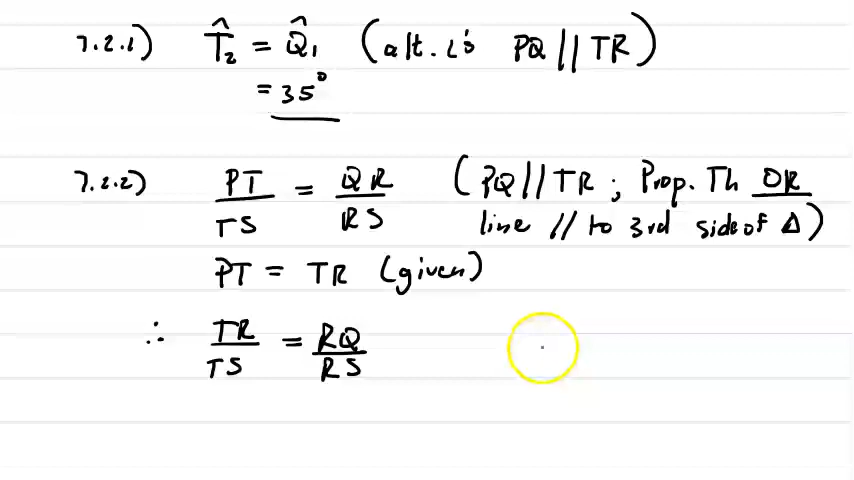 7.2.1) T̂₂ = Q̂₁ (alt. ∠'s PQ // TR)
= 35°
7.2.2) PT/TS = QR/RS (PQ // TR ; Prop. Th OR
line // to 3rd side of Δ)
PT = TR (given)
∴ TR/TS = RQ/RS